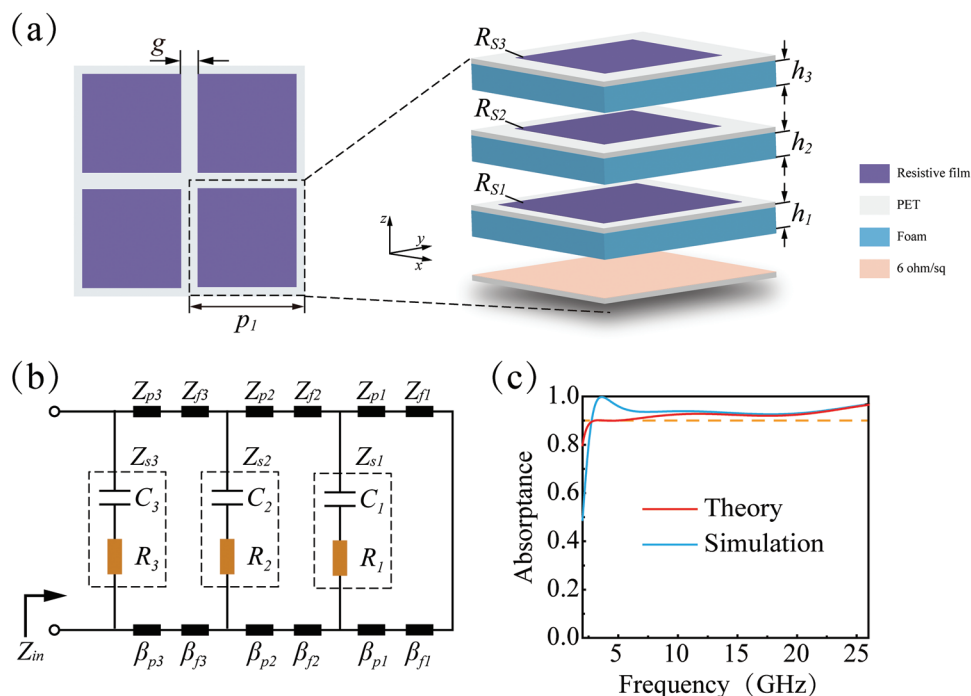 (a)
g
p1
z
y
x
RS3
RS2
RS1
h3
h2
h1
Resistive film
PET
Foam
6 ohm/sq
(b)
Zp3 Zf3 Zp2 Zf2 Zp1 Zf1
Zs3 Zs2 Zs1
C3 C2 C1
R3 R2 R1
Zin
βp3 βf3 βp2 βf2 βp1 βf1
(c)
1.0
0.8
0.6
0.4
0.2
0.0
Absorptance
Theory
Simulation
5 10 15 20 25
Frequency (GHz)